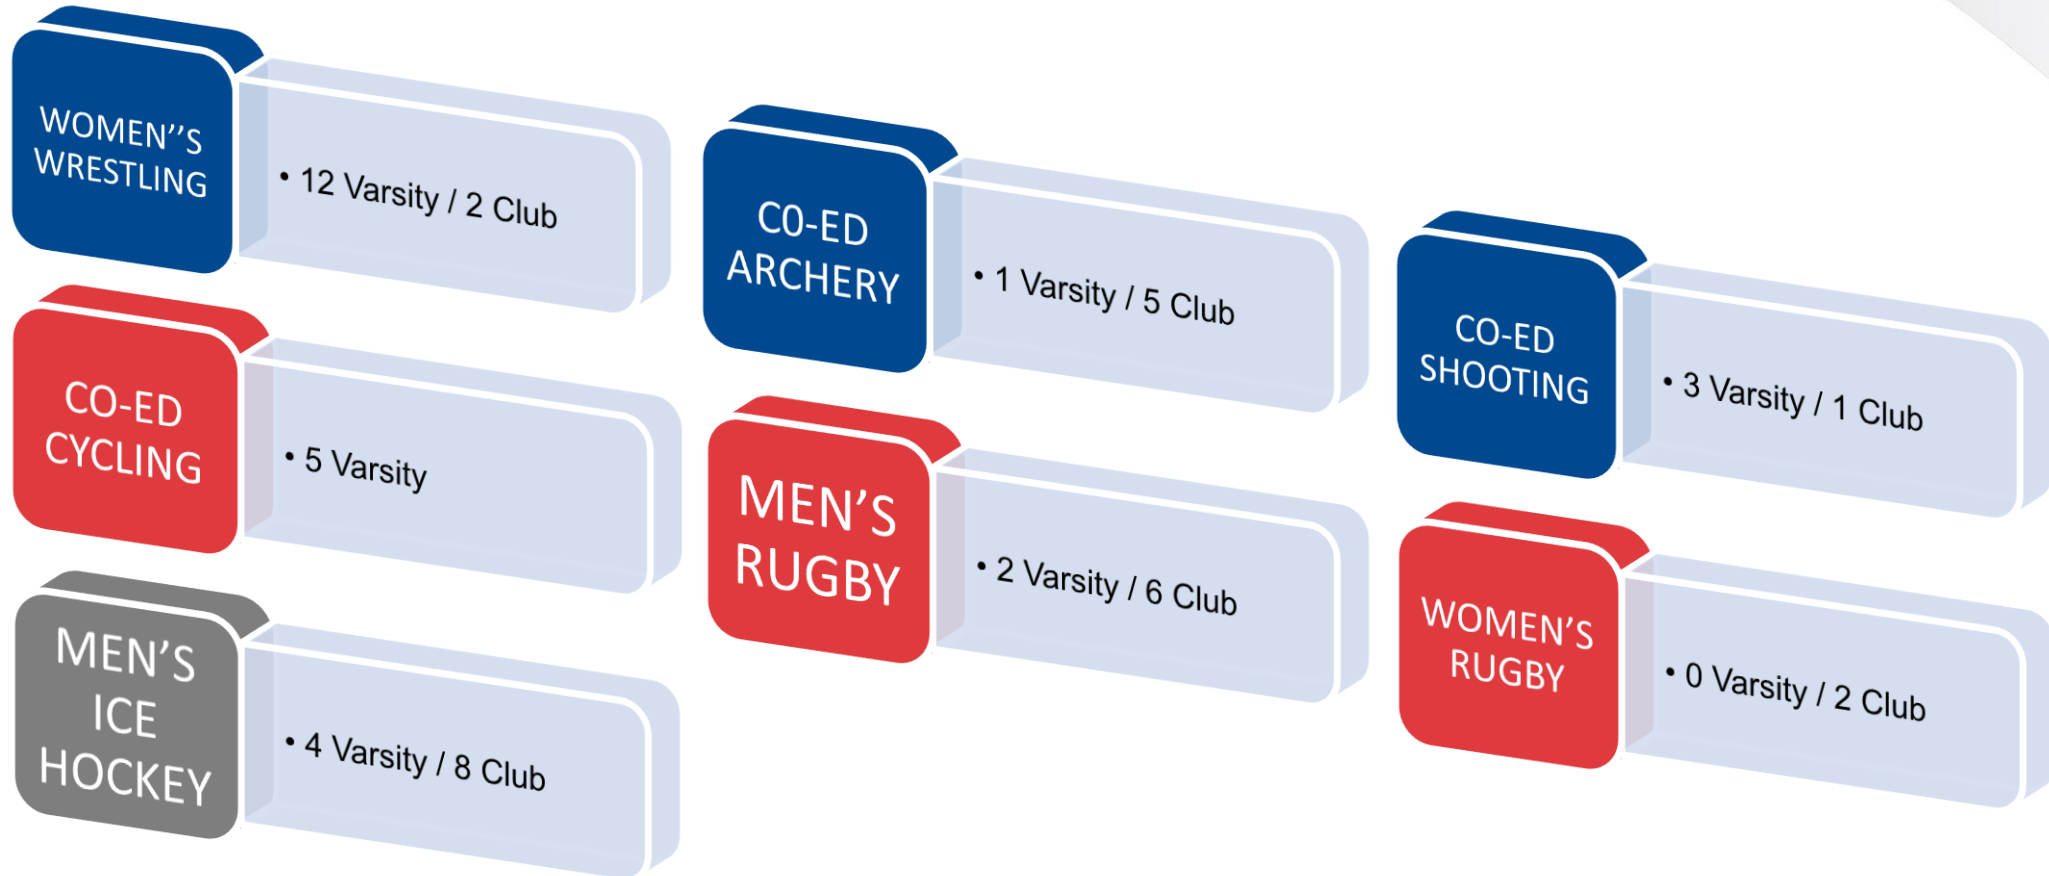 WOMEN''S
WRESTLING
• 12 Varsity / 2 Club
CO-ED
CYCLING
• 5 Varsity
MEN’S
ICE
HOCKEY
• 4 Varsity / 8 Club
C0-ED
ARCHERY
• 1 Varsity / 5 Club
MEN’S
RUGBY
• 2 Varsity / 6 Club
CO-ED
SHOOTING
• 3 Varsity / 1 Club
WOMEN’S
RUGBY
• 0 Varsity / 2 Club